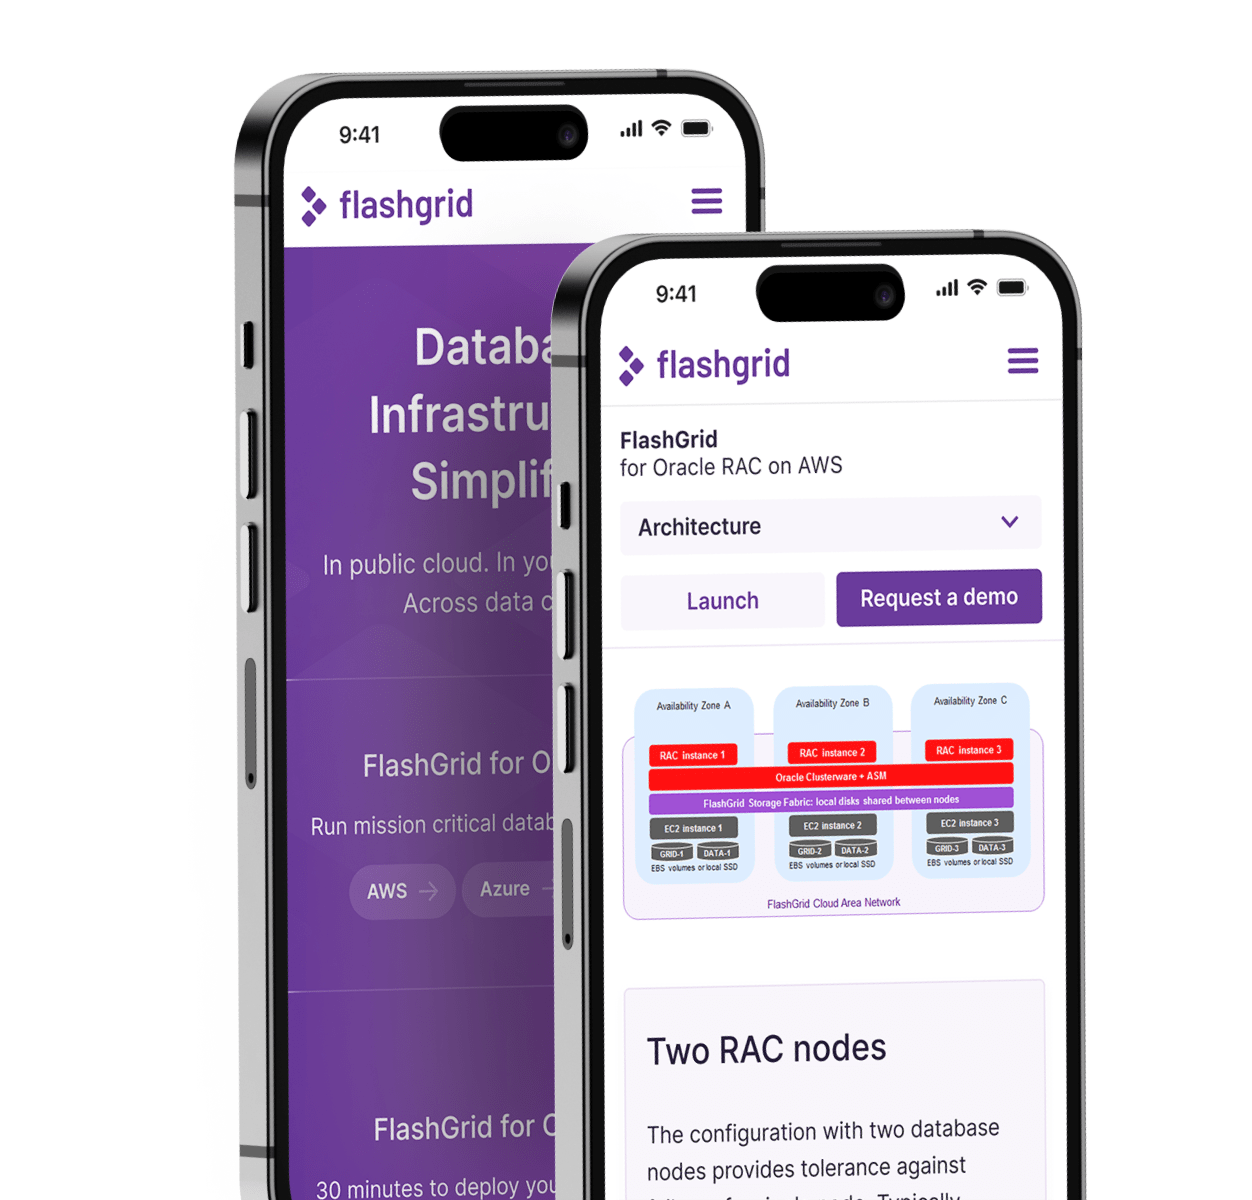 9:41
flashgrid
Databa
Infrastru
Simplif
In public cloud. In you
Across data c
FlashGrid for O
Run mission critical datab
AWS
Azure
FlashGrid for O
30 minutes to deploy you
9:41
flashgrid
FlashGrid
for Oracle RAC on AWS
Architecture
Launch
Request a demo
Availability Zone A
Availability Zone B
Availability Zone C
RAC instance 1
RAC instance 2
RAC instance 3
Oracle Clusterware + ASM
FlashGrid Storage Fabric: local disks shared between nodes
EC2 instance 1
EC2 instance 2
EC2 instance 3
GRID-1
DATA-1
GRID-2
DATA-2
GRID-3
DATA-3
EBS volumes or local SSD
EBS volumes or local SSD
EBS volumes or local SSD
FlashGrid Cloud Area Network
Two RAC nodes
The configuration with two database
nodes provides tolerance against